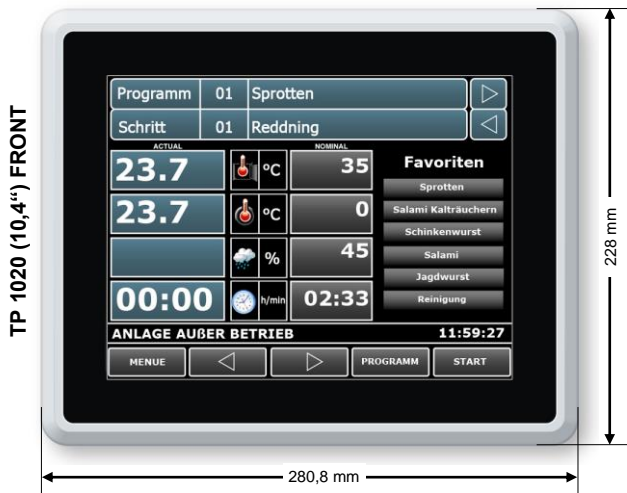 TP 1020 (10,4“) FRONT
Programm 01 Sprotten
Schritt 01 Reddning
ACTUAL NOMINAL
23.7 °C 35
23.7 °C 0
% 45
00:00 h/min 02:33
Favoriten
Sprotten
Salami Kalträuchern
Schinkenwurst
Salami
Jagdwurst
Reinigung
ANLAGE AUßER BETRIEB 11:59:27
MENUE PROGRAMM START
228 mm
280,8 mm